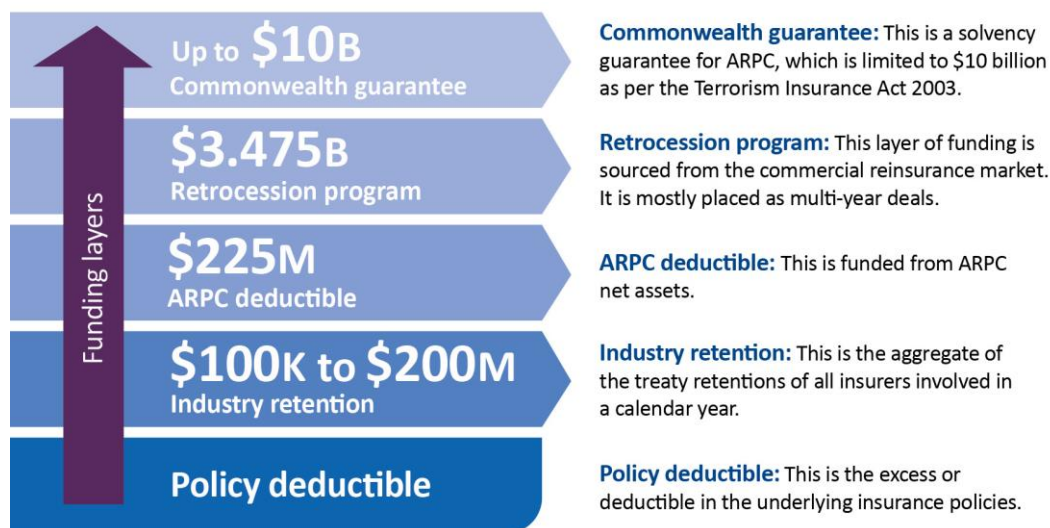 Funding layers
Up to $10B
Commonwealth guarantee
Commonwealth guarantee: This is a solvency
guarantee for ARPC, which is limited to $10 billion
as per the Terrorism Insurance Act 2003.
$3.475B
Retrocession program
Retrocession program: This layer of funding is
sourced from the commercial reinsurance market.
It is mostly placed as multi-year deals.
$225M
ARPC deductible
ARPC deductible: This is funded from ARPC
net assets.
$100K to $200M
Industry retention
Industry retention: This is the aggregate of
the treaty retentions of all insurers involved in
a calendar year.
Policy deductible
Policy deductible: This is the excess or
deductible in the underlying insurance policies.